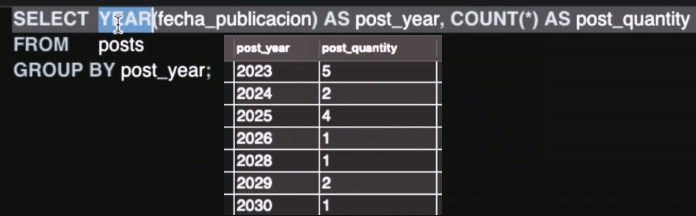 SELECT YEAR(fecha_publicacion) AS post_year, COUNT(*) AS post_quantity
FROM posts
GROUP BY post_year;
post_year post_quantity
2023 5
2024 2
2025 4
2026 1
2028 1
2029 2
2030 1